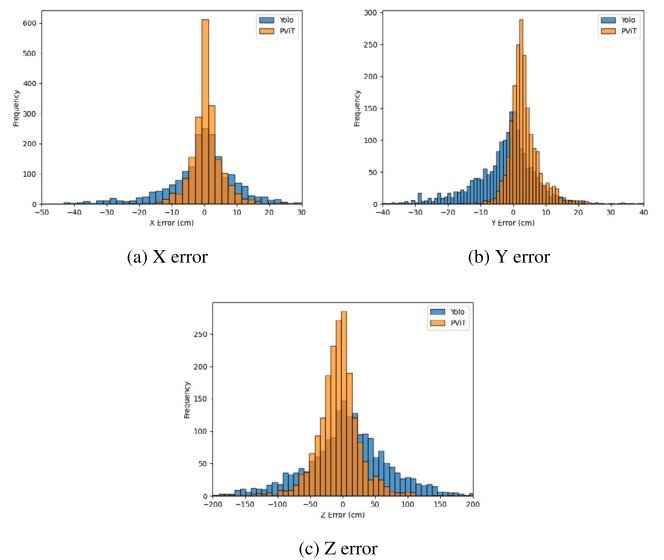 600
500
400
300
200
100
0
Frequency
−50 −40 −30 −20 −10 0 10 20 30
X Error (cm)
Yolo
PViT
(a) X error
300
250
200
150
100
50
0
Frequency
−40 −30 −20 −10 0 10 20 30 40
Y Error (cm)
Yolo
PViT
(b) Y error
250
200
150
100
50
0
Frequency
−200 −150 −100 −50 0 50 100 150 200
Z Error (cm)
Yolo
PViT
(c) Z error